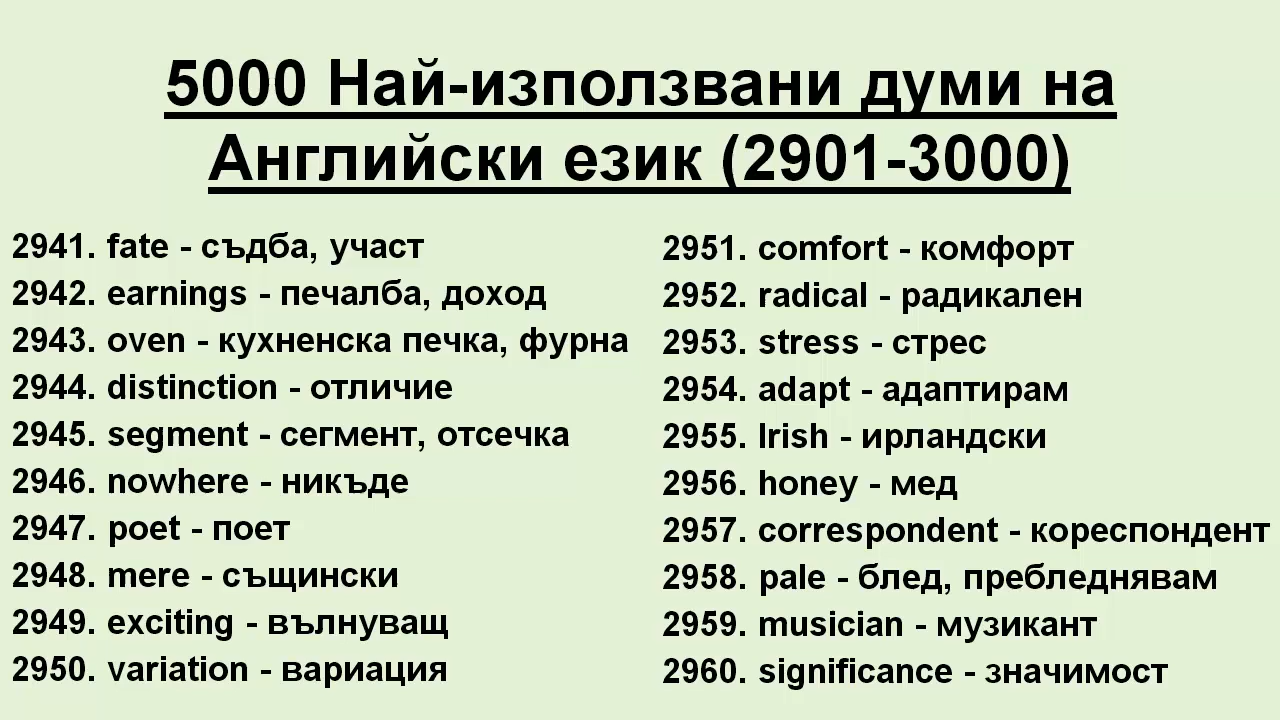 5000 Най-използвани думи на
Английски език (2901-3000)
2941. fate - съдба, участ
2942. earnings - печалба, доход
2943. oven - кухненска печка, фурна
2944. distinction - отличие
2945. segment - сегмент, отсечка
2946. nowhere - никъде
2947. poet - поет
2948. mere - същински
2949. exciting - вълнуващ
2950. variation - вариация
2951. comfort - комфорт
2952. radical - радикален
2953. stress - стрес
2954. adapt - адаптирам
2955. Irish - ирландски
2956. honey - мед
2957. correspondent - кореспондент
2958. pale - блед, пребледнявам
2959. musician - музикант
2960. significance - значимост